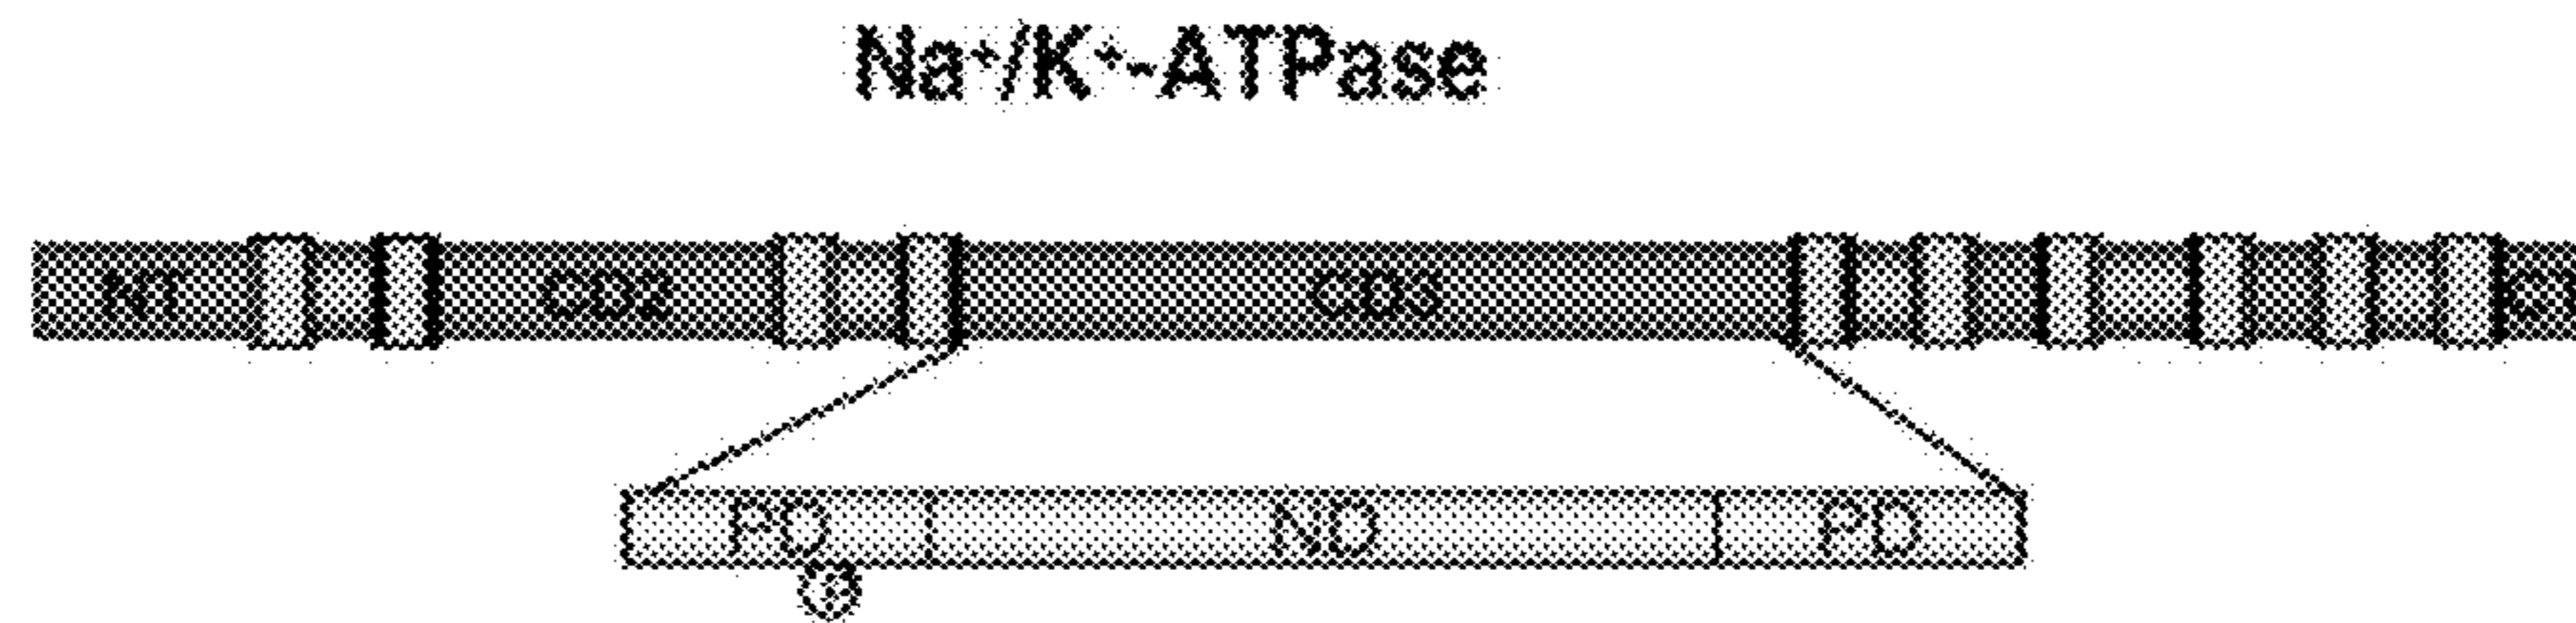 Na⁺/K⁺-ATPase
NT CD2 CD3
PD ND PD